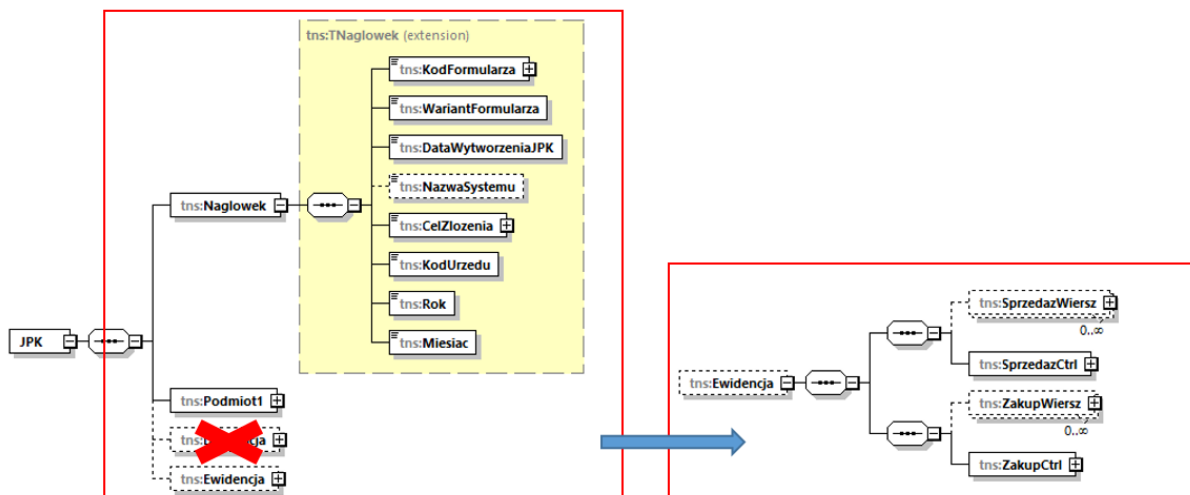 tns:TNaglowek (extension)
tns:KodFormularza
tns:WariantFormularza
tns:DataWytworzeniaJPK
tns:NazwaSystemu
tns:Naglowek
tns:CelZlozenia
tns:KodUrzedu
tns:Rok
tns:Miesiac
JPK
tns:Podmiot1
tns:
tns:Ewidencja
tns:SprzedazWiersz
0..∞
tns:SprzedazCtrl
tns:Ewidencja
tns:ZakupWiersz
0..∞
tns:ZakupCtrl